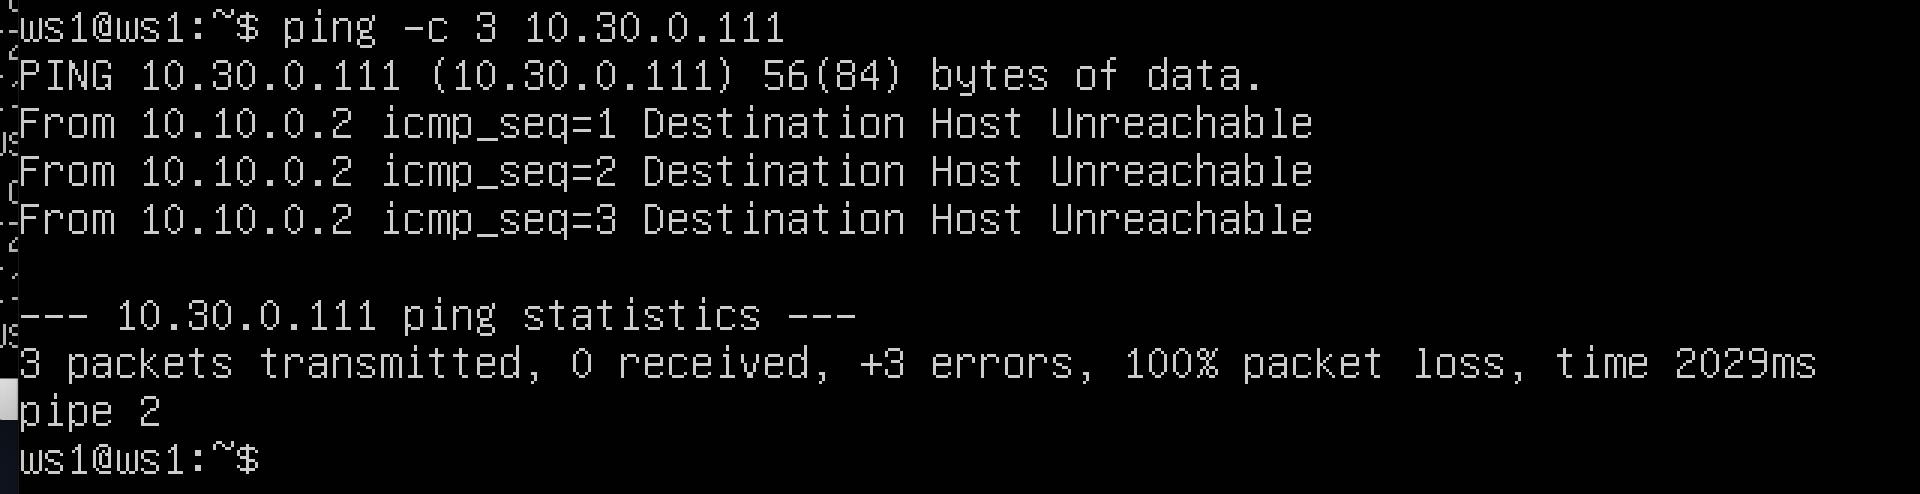 ws1@ws1:~$ ping -c 3 10.30.0.111
PING 10.30.0.111 (10.30.0.111) 56(84) bytes of data.
From 10.10.0.2 icmp_seq=1 Destination Host Unreachable
From 10.10.0.2 icmp_seq=2 Destination Host Unreachable
From 10.10.0.2 icmp_seq=3 Destination Host Unreachable

--- 10.30.0.111 ping statistics ---
3 packets transmitted, 0 received, +3 errors, 100% packet loss, time 2029ms
pipe 2
ws1@ws1:~$